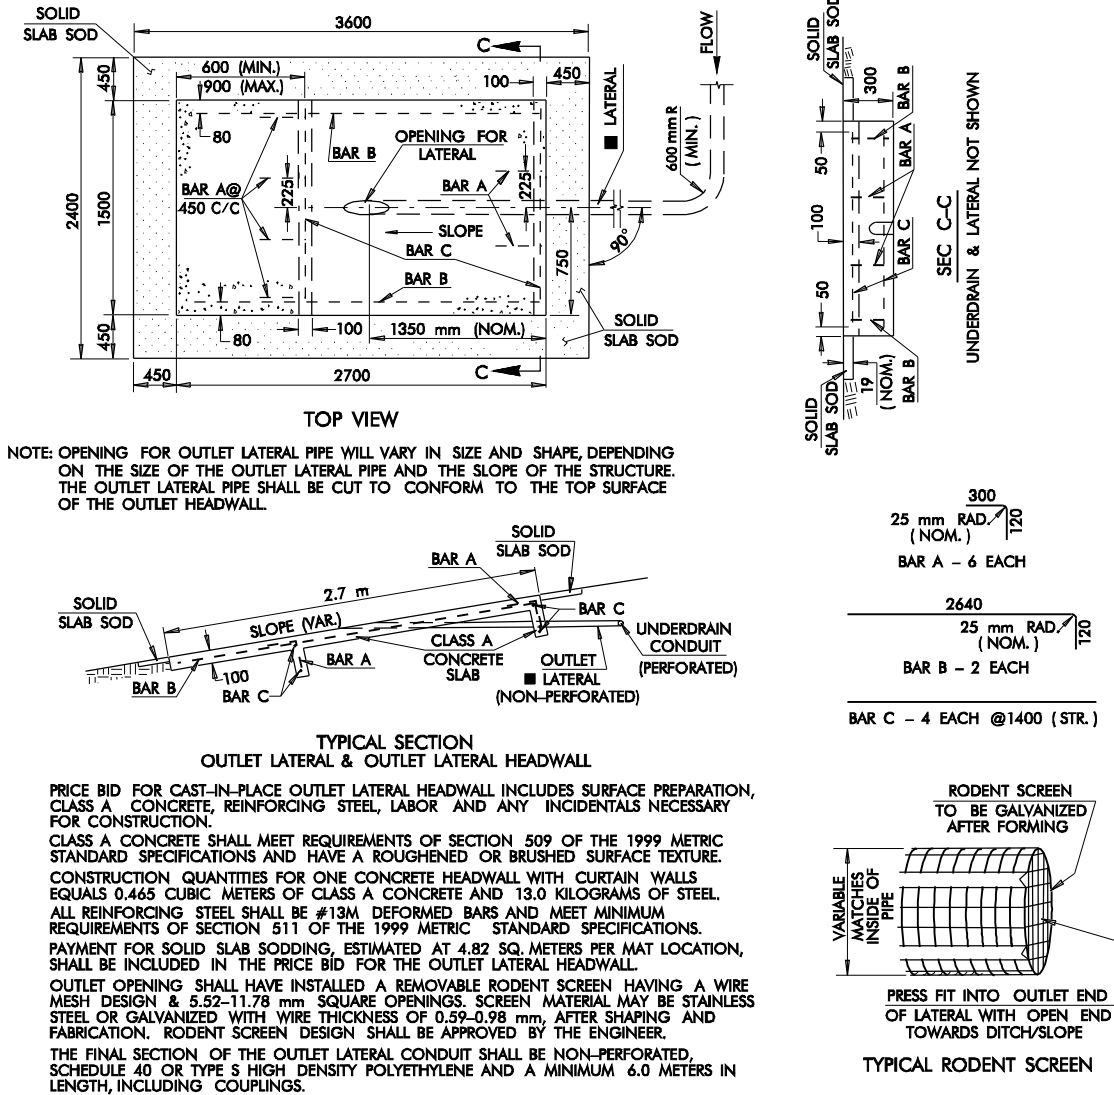 SOLID
SLAB SOD
3600
C
FLOW
450
600 (MIN.)
900 (MAX.)
100
450
LATERAL
600 mm R
(MIN.)
80
BAR B
OPENING FOR
LATERAL
BAR A@
450 C/C
225
BAR A
225
2400
1500
SLOPE
BAR C
90°
750
BAR B
80
100
1350 mm (NOM.)
SOLID
SLAB SOD
450
450
2700
C
TOP VIEW
SOLID
SLAB SOD
300
BAR B
BAR A
50
100
BAR C
50
19
(NOM.)
BAR B
SOLID
SLAB SOD
SEC C-C
UNDERDRAIN & LATERAL NOT SHOWN
NOTE: OPENING FOR OUTLET LATERAL PIPE WILL VARY IN SIZE AND SHAPE, DEPENDING
ON THE SIZE OF THE OUTLET LATERAL PIPE AND THE SLOPE OF THE STRUCTURE.
THE OUTLET LATERAL PIPE SHALL BE CUT TO CONFORM TO THE TOP SURFACE
OF THE OUTLET HEADWALL.
300
25 mm RAD.
(NOM.)
120
BAR A - 6 EACH
2640
25 mm RAD.
(NOM.)
120
BAR B - 2 EACH
BAR C - 4 EACH @1400 (STR.)
SOLID
SLAB SOD
BAR A
2.7 m
SOLID
SLAB SOD
SLOPE (VAR.)
BAR C
CLASS A
CONCRETE
SLAB
UNDERDRAIN
CONDUIT
(PERFORATED)
OUTLET
LATERAL
(NON-PERFORATED)
BAR A
100
BAR B
BAR C
TYPICAL SECTION
OUTLET LATERAL & OUTLET LATERAL HEADWALL
PRICE BID FOR CAST-IN-PLACE OUTLET LATERAL HEADWALL INCLUDES SURFACE PREPARATION,
CLASS A CONCRETE, REINFORCING STEEL, LABOR AND ANY INCIDENTALS NECESSARY
FOR CONSTRUCTION.
CLASS A CONCRETE SHALL MEET REQUIREMENTS OF SECTION 509 OF THE 1999 METRIC
STANDARD SPECIFICATIONS AND HAVE A ROUGHENED OR BRUSHED SURFACE TEXTURE.
CONSTRUCTION QUANTITIES FOR ONE CONCRETE HEADWALL WITH CURTAIN WALLS
EQUALS 0.465 CUBIC METERS OF CLASS A CONCRETE AND 13.0 KILOGRAMS OF STEEL.
ALL REINFORCING STEEL SHALL BE #13M DEFORMED BARS AND MEET MINIMUM
REQUIREMENTS OF SECTION 511 OF THE 1999 METRIC STANDARD SPECIFICATIONS.
PAYMENT FOR SOLID SLAB SODDING, ESTIMATED AT 4.82 SQ. METERS PER MAT LOCATION,
SHALL BE INCLUDED IN THE PRICE BID FOR THE OUTLET LATERAL HEADWALL.
OUTLET OPENING SHALL HAVE INSTALLED A REMOVABLE RODENT SCREEN HAVING A WIRE
MESH DESIGN & 5.52-11.78 mm SQUARE OPENINGS. SCREEN MATERIAL MAY BE STAINLESS
STEEL OR GALVANIZED WITH WIRE THICKNESS OF 0.59-0.98 mm, AFTER SHAPING AND
FABRICATION. RODENT SCREEN DESIGN SHALL BE APPROVED BY THE ENGINEER.
THE FINAL SECTION OF THE OUTLET LATERAL CONDUIT SHALL BE NON-PERFORATED,
SCHEDULE 40 OR TYPE S HIGH DENSITY POLYETHYLENE AND A MINIMUM 6.0 METERS IN
LENGTH, INCLUDING COUPLINGS.
RODENT SCREEN
TO BE GALVANIZED
AFTER FORMING
VARIABLE
MATCHES
INSIDE OF
PIPE
PRESS FIT INTO OUTLET END
OF LATERAL WITH OPEN END
TOWARDS DITCH/SLOPE
TYPICAL RODENT SCREEN